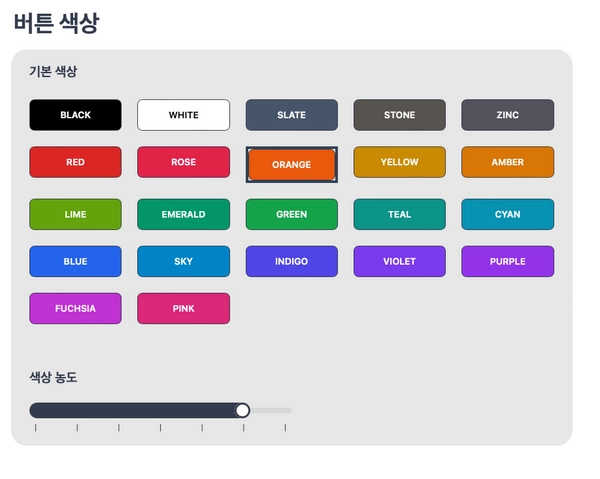 버튼 색상
기본 색상
BLACK WHITE SLATE STONE ZINC
RED ROSE ORANGE YELLOW AMBER
LIME EMERALD GREEN TEAL CYAN
BLUE SKY INDIGO VIOLET PURPLE
FUCHSIA PINK
색상 농도